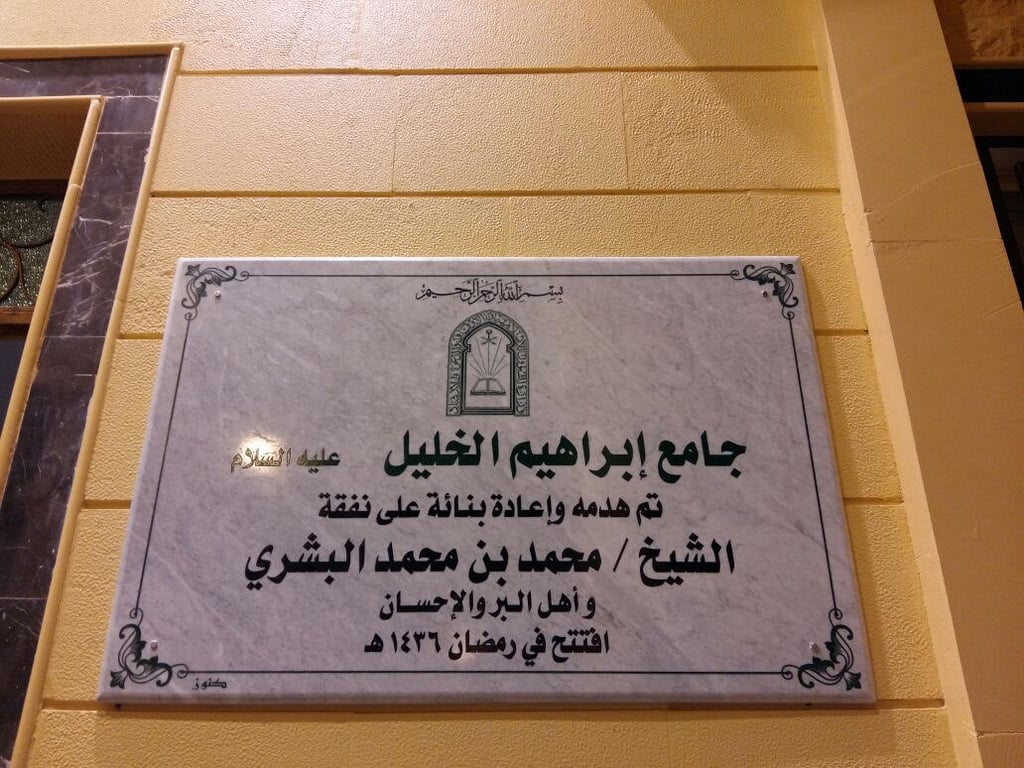 بسم الله الرحمن الرحيم
جامع إبراهيم الخليل عليه السلام
تم هدمه وإعادة بنائة على نفقة
الشيخ / محمد بن محمد البشري
وأهل البر والإحسان
افتتح في رمضان ١٤٣٦ هـ
كنوز